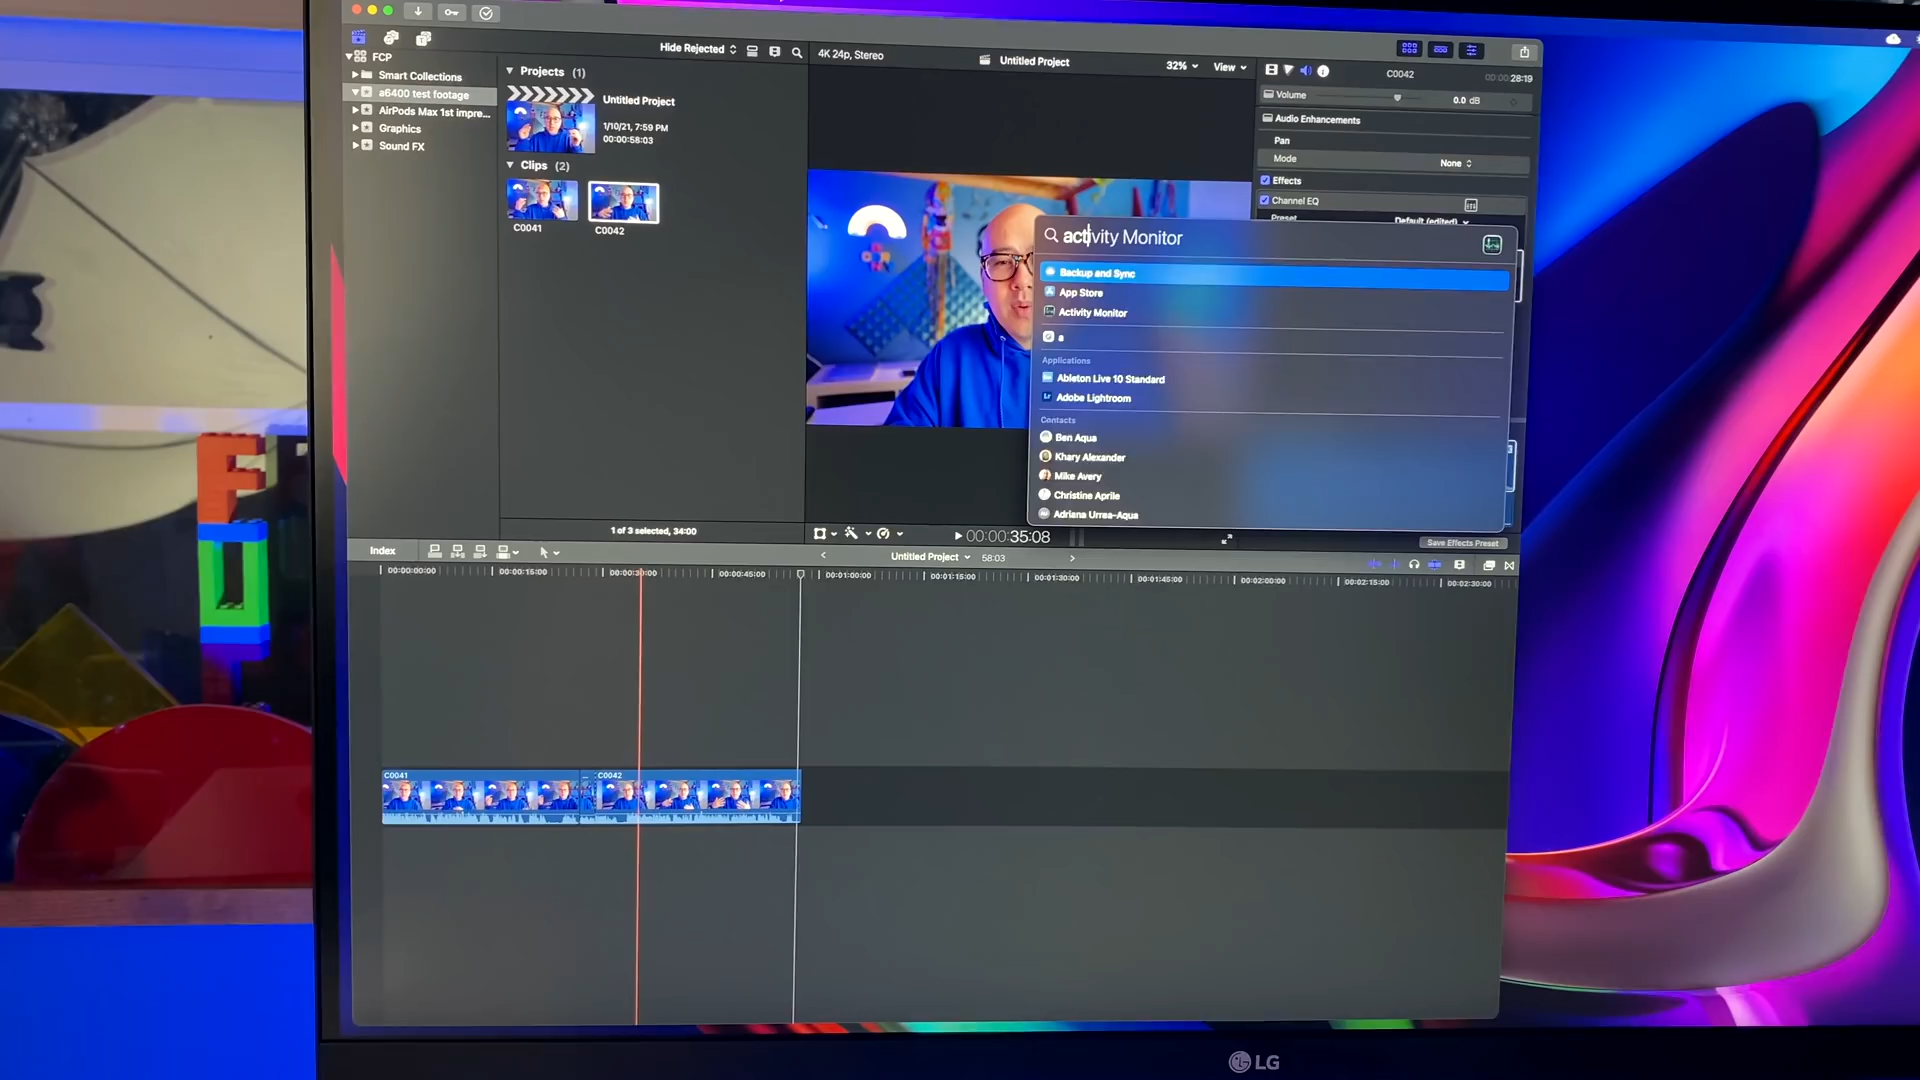 FCP
Smart Collections
a6400 test footage
AirPods Max 1st impre...
Graphics
Sound FX
Hide Rejected
Projects (1)
Untitled Project
1/10/21, 7:59 PM
00:00:58:03
Clips (2)
C0041
C0042
1 of 3 selected, 34:00
4K 24p, Stereo
Untitled Project
32%
View
C0042
00:00:28:19
Volume
0.0 dB
Audio Enhancements
Pan
Mode
None
Effects
Channel EQ
Preset
Default (edited)
activity Monitor
Backup and Sync
App Store
Activity Monitor
a
Applications
Ableton Live 10 Standard
Adobe Lightroom
Contacts
Ben Aqua
Khary Alexander
Mike Avery
Christine Aprile
Adriana Urrea-Aqua
00:00:35:08
Save Effects Preset
Index
Untitled Project
58:03
00:00:00:00
00:00:15:00
00:00:30:00
00:00:45:00
00:01:00:00
00:01:15:00
00:01:30:00
00:01:45:00
00:02:00:00
00:02:15:00
00:02:30:00
C0041
C0042
F
O
LG